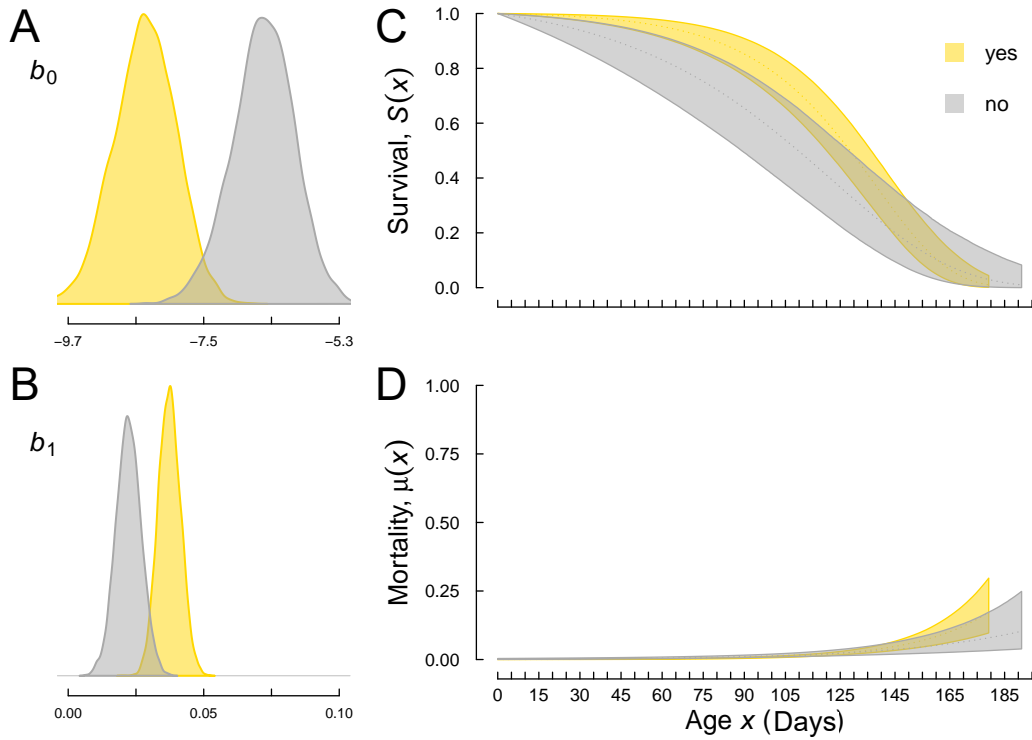 A
b0
-9.7 -7.5 -5.3
B
b1
0.00 0.05 0.10
C
Survival, S(x)
1.0
0.8
0.6
0.4
0.2
0.0
yes
no
D
Mortality, μ(x)
1.00
0.75
0.50
0.25
0.00
0 15 30 45 60 75 90 105 125 145 165 185
Age x (Days)